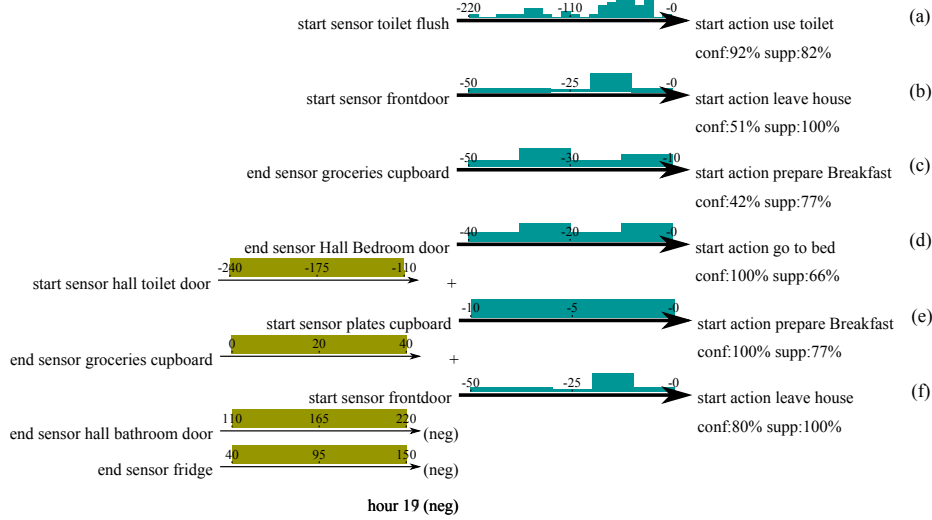 start sensor toilet flush -220 -110 -0 start action use toilet (a)
conf:92% supp:82%
start sensor frontdoor -50 -25 -0 start action leave house (b)
conf:51% supp:100%
end sensor groceries cupboard -50 -30 -10 start action prepare Breakfast (c)
conf:42% supp:77%
end sensor Hall Bedroom door -40 -20 -0 start action go to bed (d)
start sensor hall toilet door -240 -175 -110 + conf:100% supp:66%
start sensor plates cupboard -10 -5 -0 start action prepare Breakfast (e)
end sensor groceries cupboard 0 20 40 + conf:100% supp:77%
start sensor frontdoor -50 -25 -0 start action leave house (f)
end sensor hall bathroom door 110 165 220 (neg) conf:80% supp:100%
end sensor fridge 40 95 150 (neg)
hour 19 (neg)